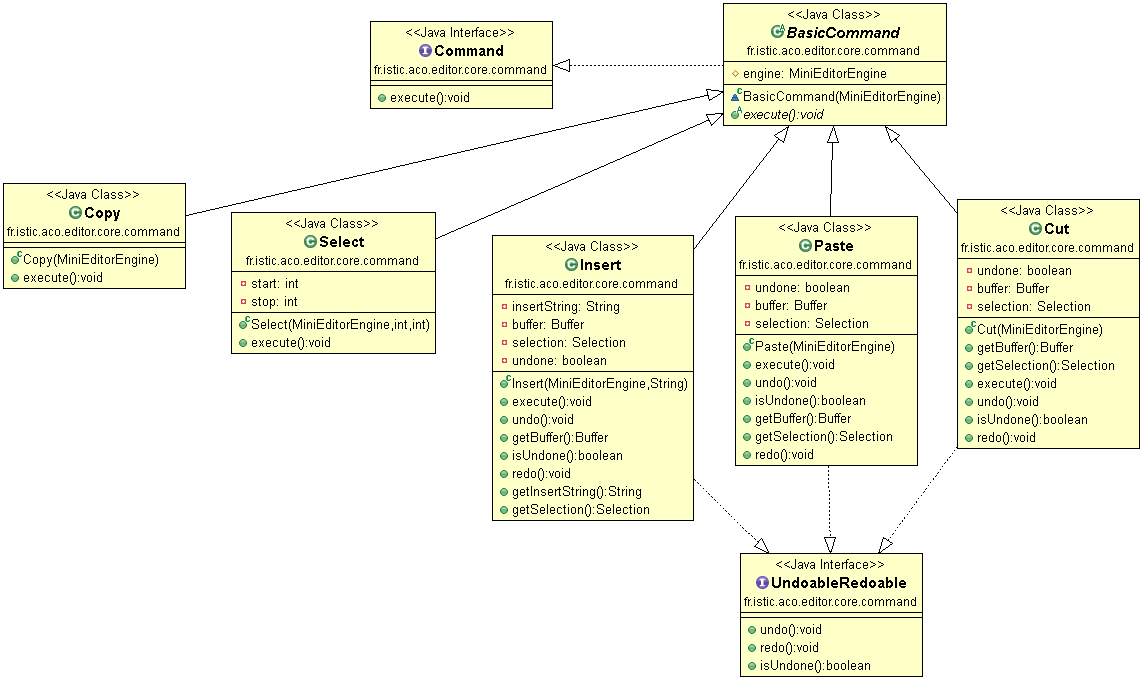 <<Java Interface>>
Command
fr.istic.aco.editor.core.command
execute():void
<<Java Class>>
BasicCommand
fr.istic.aco.editor.core.command
engine: MiniEditorEngine
BasicCommand(MiniEditorEngine)
execute():void
<<Java Class>>
Copy
fr.istic.aco.editor.core.command
Copy(MiniEditorEngine)
execute():void
<<Java Class>>
Select
fr.istic.aco.editor.core.command
start: int
stop: int
Select(MiniEditorEngine,int,int)
execute():void
<<Java Class>>
Insert
fr.istic.aco.editor.core.command
insertString: String
buffer: Buffer
selection: Selection
undone: boolean
Insert(MiniEditorEngine,String)
execute():void
undo():void
getBuffer():Buffer
isUndone():boolean
redo():void
getInsertString():String
getSelection():Selection
<<Java Class>>
Paste
fr.istic.aco.editor.core.command
undone: boolean
buffer: Buffer
selection: Selection
Paste(MiniEditorEngine)
execute():void
undo():void
isUndone():boolean
getBuffer():Buffer
getSelection():Selection
redo():void
<<Java Class>>
Cut
fr.istic.aco.editor.core.command
undone: boolean
buffer: Buffer
selection: Selection
Cut(MiniEditorEngine)
getBuffer():Buffer
getSelection():Selection
execute():void
undo():void
isUndone():boolean
redo():void
<<Java Interface>>
UndoableRedoable
fr.istic.aco.editor.core.command
undo():void
redo():void
isUndone():boolean